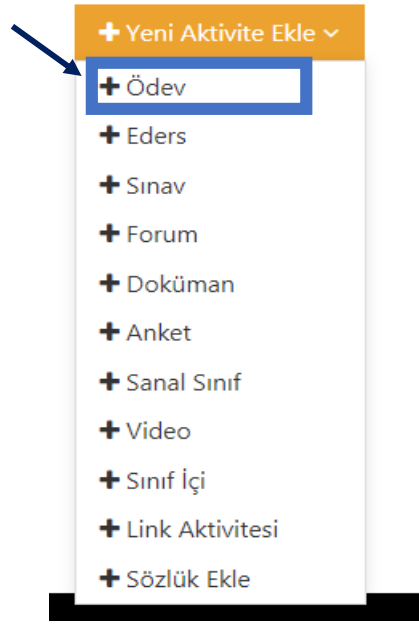 + Yeni Aktivite Ekle
+ Ödev
+ Eders
+ Sınav
+ Forum
+ Doküman
+ Anket
+ Sanal Sınıf
+ Video
+ Sınıf İçi
+ Link Aktivitesi
+ Sözlük Ekle